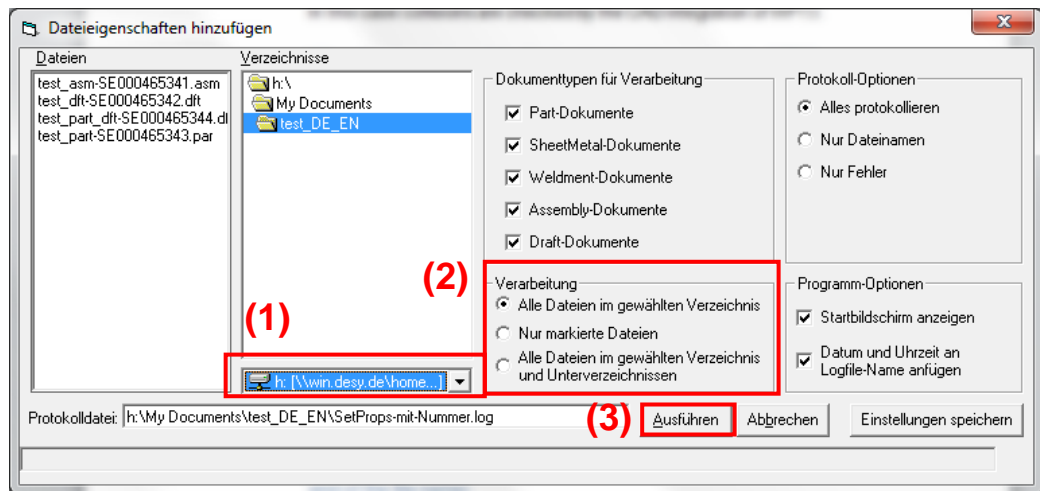 Dateieigenschaften hinzufügen
Dateien
test_asm-SE000465341.asm
test_dft-SE000465342.dft
test_part_dft-SE000465344.d
test_part-SE000465343.par
Verzeichnisse
h:\
My Documents
test_DE_EN
(1)
h: [\\win.desy.de\home...]
Dokumenttypen für Verarbeitung
Part-Dokumente
SheetMetal-Dokumente
Weldment-Dokumente
Assembly-Dokumente
Draft-Dokumente
(2)
Verarbeitung
Alle Dateien im gewählten Verzeichnis
Nur markierte Dateien
Alle Dateien im gewählten Verzeichnis
und Unterverzeichnissen
Protokoll-Optionen
Alles protokollieren
Nur Dateinamen
Nur Fehler
Programm-Optionen
Startbildschirm anzeigen
Datum und Uhrzeit an
Logfile-Name anfügen
Protokolldatei: h:\My Documents\test_DE_EN\SetProps-mit-Nummer.log
(3)
Ausführen
Abbrechen
Einstellungen speichern